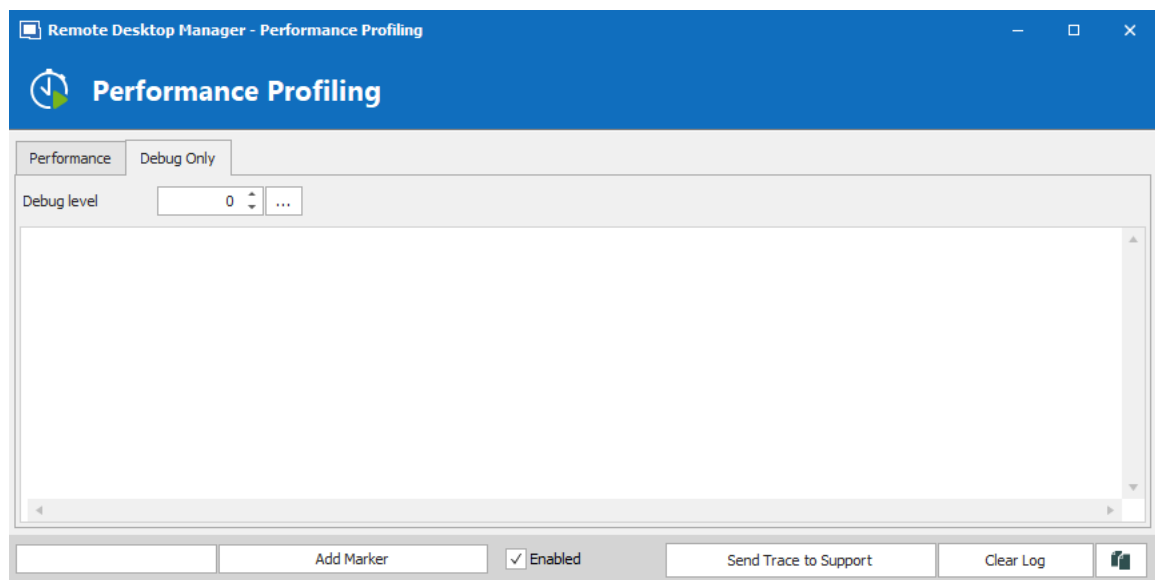 Remote Desktop Manager - Performance Profiling
Performance Profiling
Performance Debug Only
Debug level 0 ...
Add Marker Enabled Send Trace to Support Clear Log